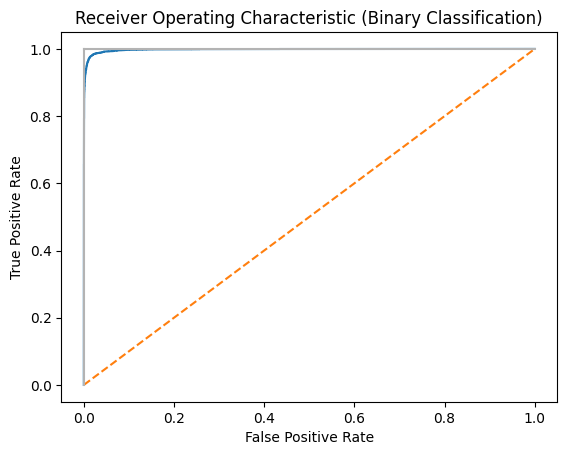 Receiver Operating Characteristic (Binary Classification)
1.0
0.8
0.6
0.4
0.2
0.0
True Positive Rate
0.0 0.2 0.4 0.6 0.8 1.0
False Positive Rate